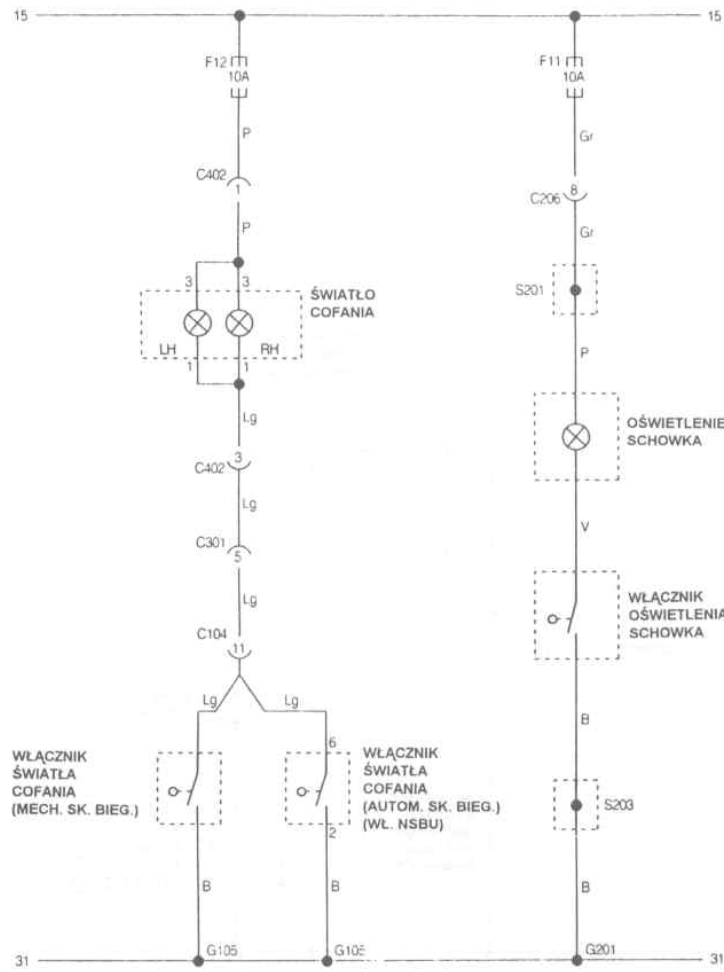 15 15
F12 F11
10A 10A
P Gr
C402 1 C206 8
P Gr
3 3 ŚWIATŁO
COFANIA
S201
LH RH
1 1 P
Lg
OŚWIETLENIE
SCHOWKA
3
C402
Lg V
C301
5
Lg WŁĄCZNIK
OŚWIETLENIA
SCHOWKA
C104
11
Lg Lg
B
WŁĄCZNIK
ŚWIATŁA
COFANIA
(MECH. SK. BIEG.)
6
WŁĄCZNIK
ŚWIATŁA
COFANIA
(AUTOM. SK. BIEG.)
(WŁ. NSBU)
2
S203
B B B
G105 G105 G201
31 31